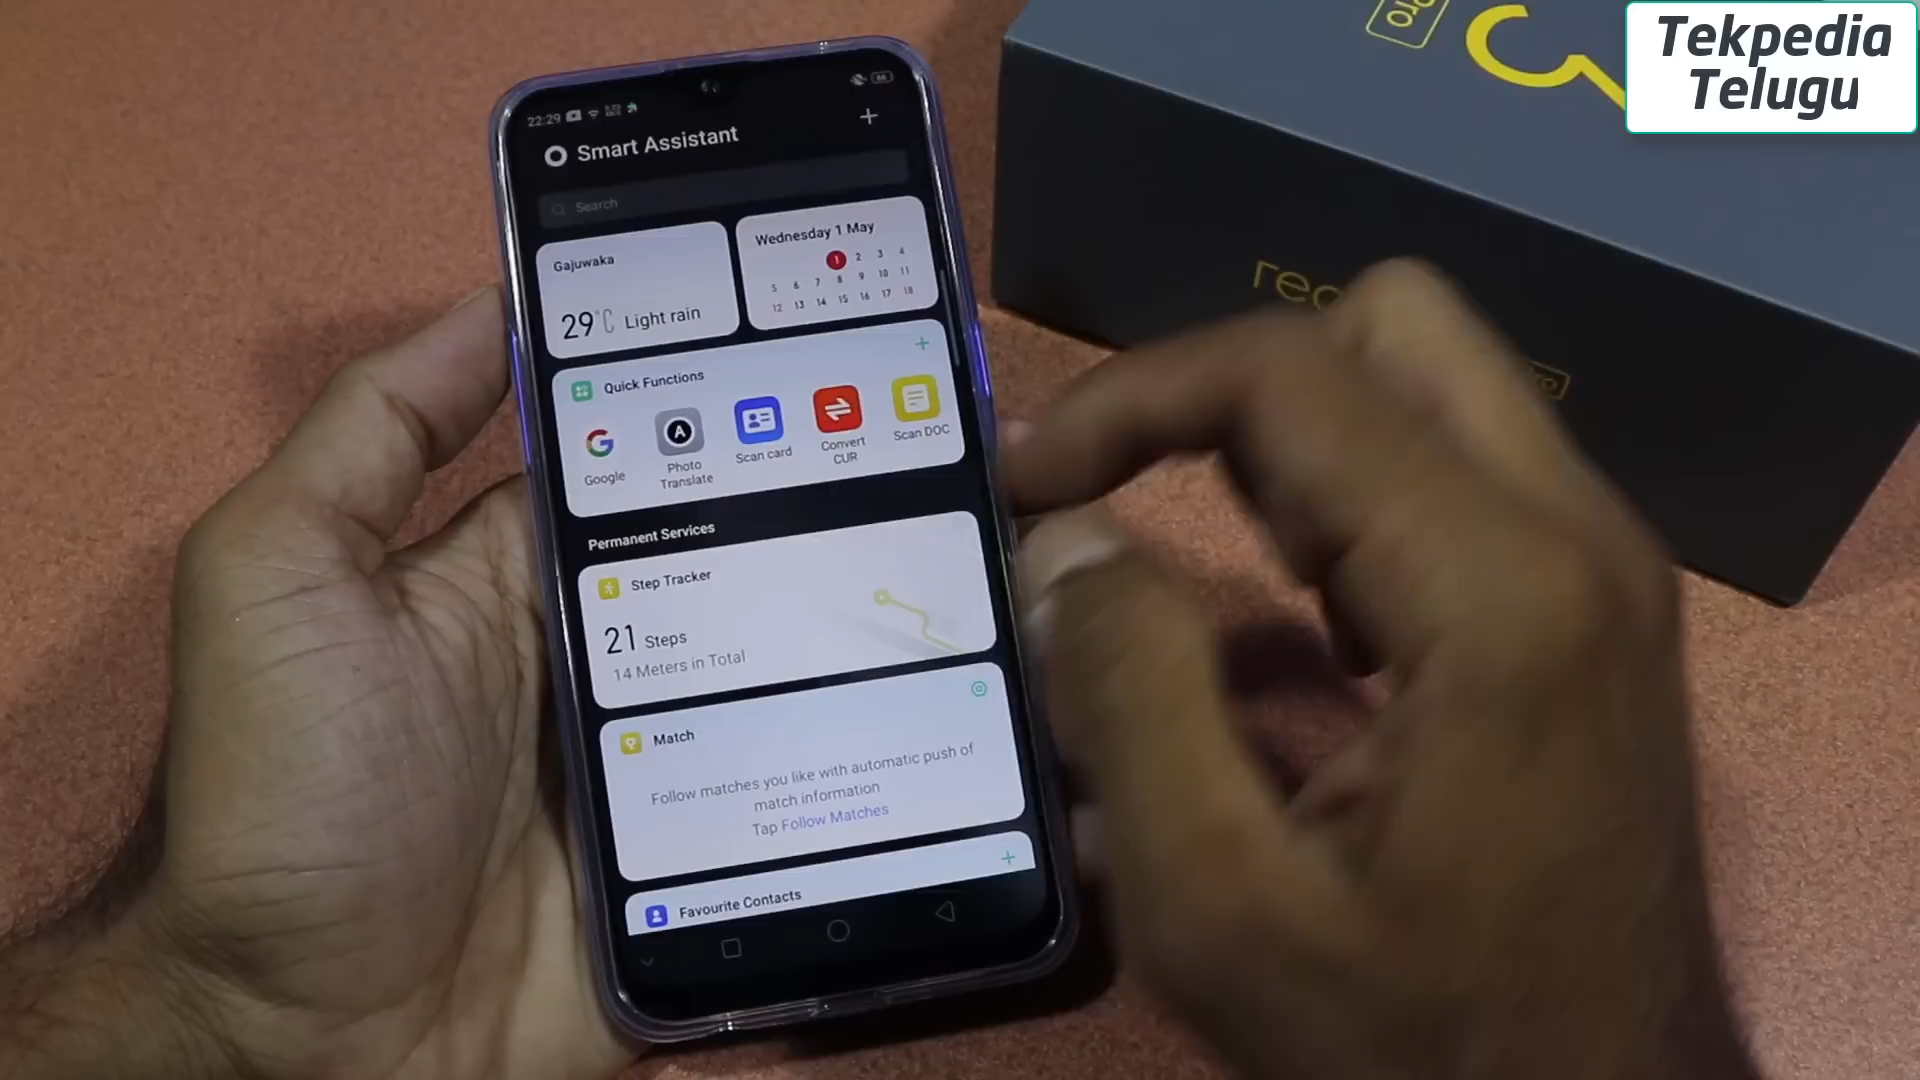 Tekpedia
Telugu
Pro
3
22:29
66
Smart Assistant
Search
Gajuwaka
29°C Light rain
Wednesday 1 May
1 2 3 4
5 6 7 8 9 10 11
12 13 14 15 16 17 18
Quick Functions
Google
Photo
Translate
Scan card
Convert
CUR
Scan DOC
Permanent Services
Step Tracker
21 Steps
14 Meters in Total
Match
Follow matches you like with automatic push of
match information
Tap Follow Matches
Favourite Contacts